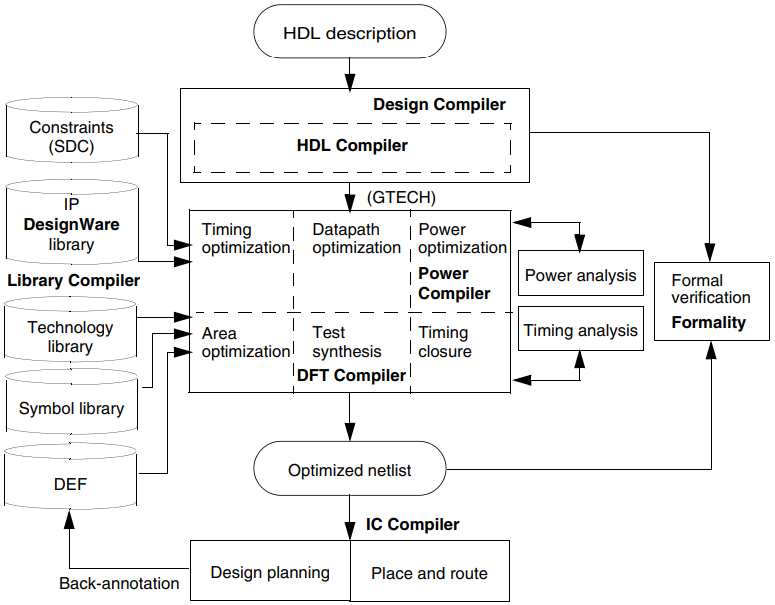 HDL description
Design Compiler
HDL Compiler
Constraints
(SDC)
(GTECH)
IP
DesignWare
library
Library Compiler
Timing
optimization
Datapath
optimization
Power
optimization
Power
Compiler
Power analysis
Formal
verification
Formality
Technology
library
Area
optimization
Test
synthesis
DFT Compiler
Timing
closure
Timing analysis
Symbol library
DEF
Optimized netlist
IC Compiler
Back-annotation
Design planning
Place and route